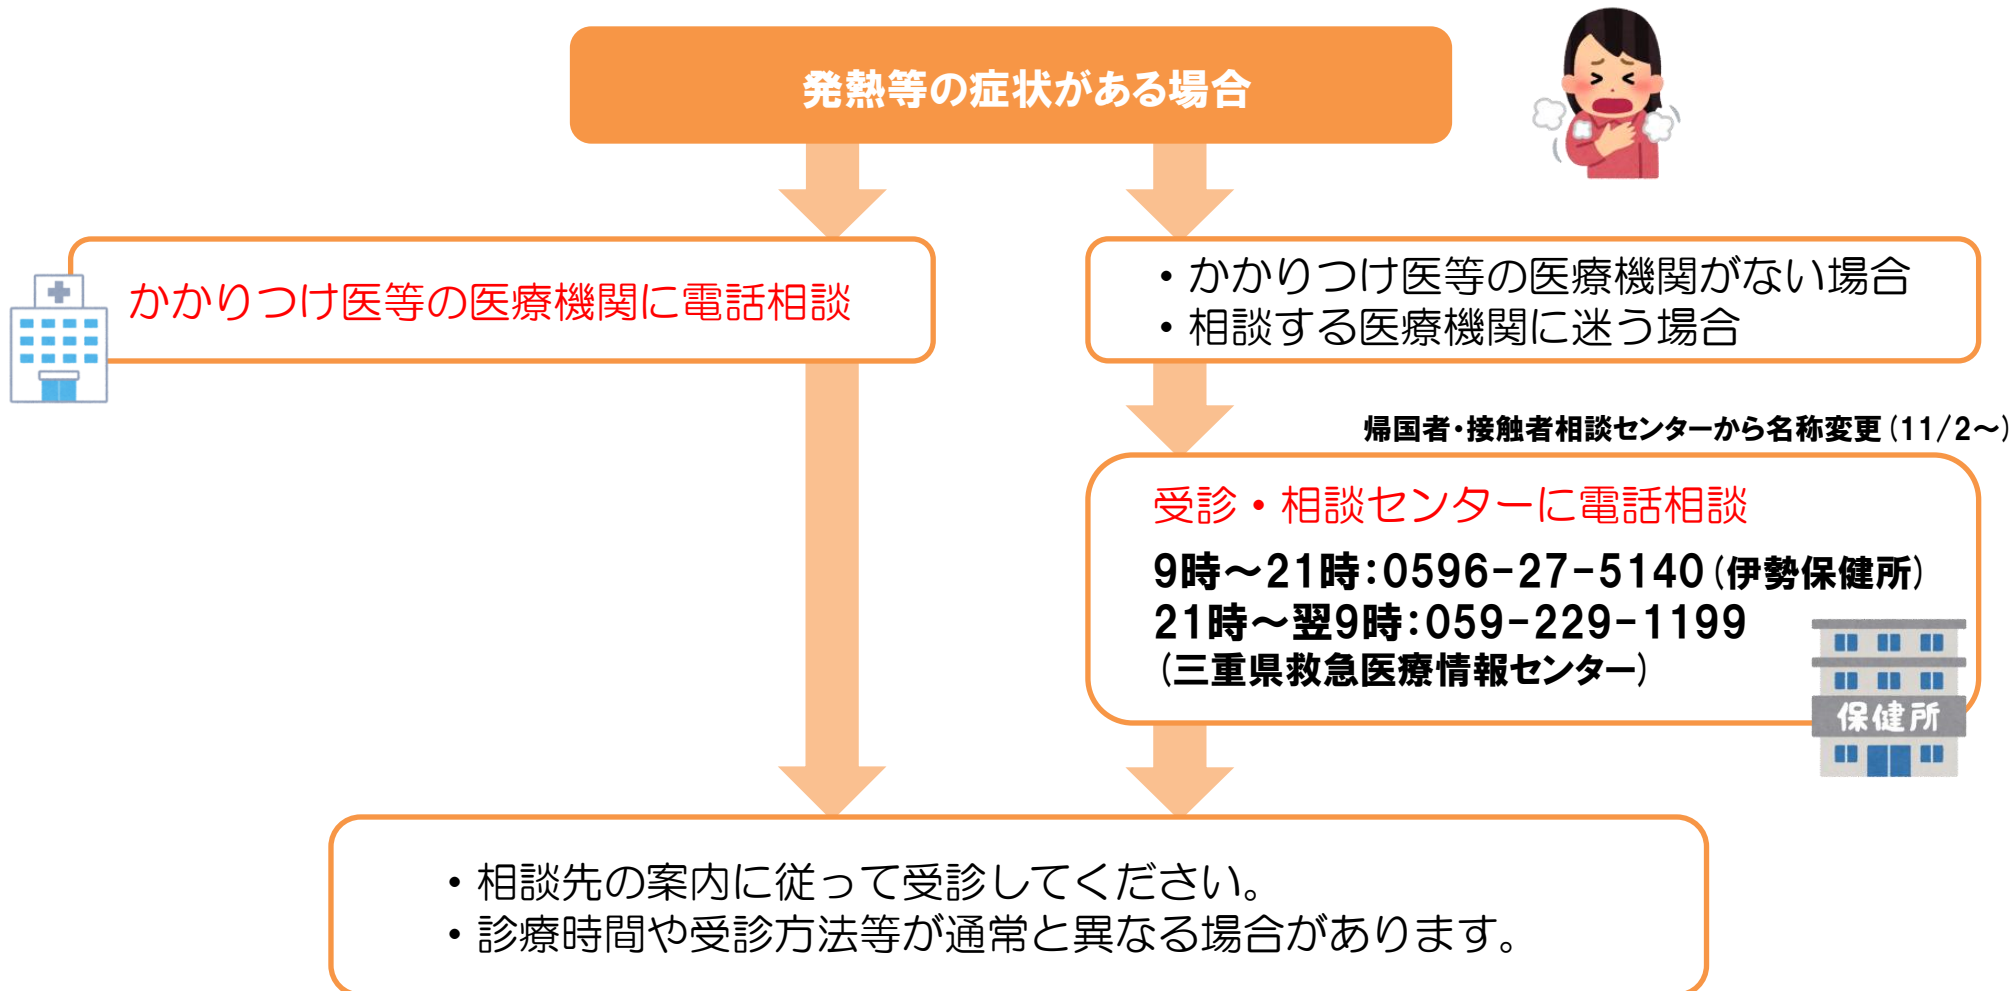 発熱等の症状がある場合
かかりつけ医等の医療機関に電話相談
・かかりつけ医等の医療機関がない場合
・相談する医療機関に迷う場合
帰国者・接触者相談センターから名称変更(11/2～)
受診・相談センターに電話相談
9時～21時:0596-27-5140(伊勢保健所)
21時～翌9時:059-229-1199
(三重県救急医療情報センター)
保健所
・相談先の案内に従って受診してください。
・診療時間や受診方法等が通常と異なる場合があります。